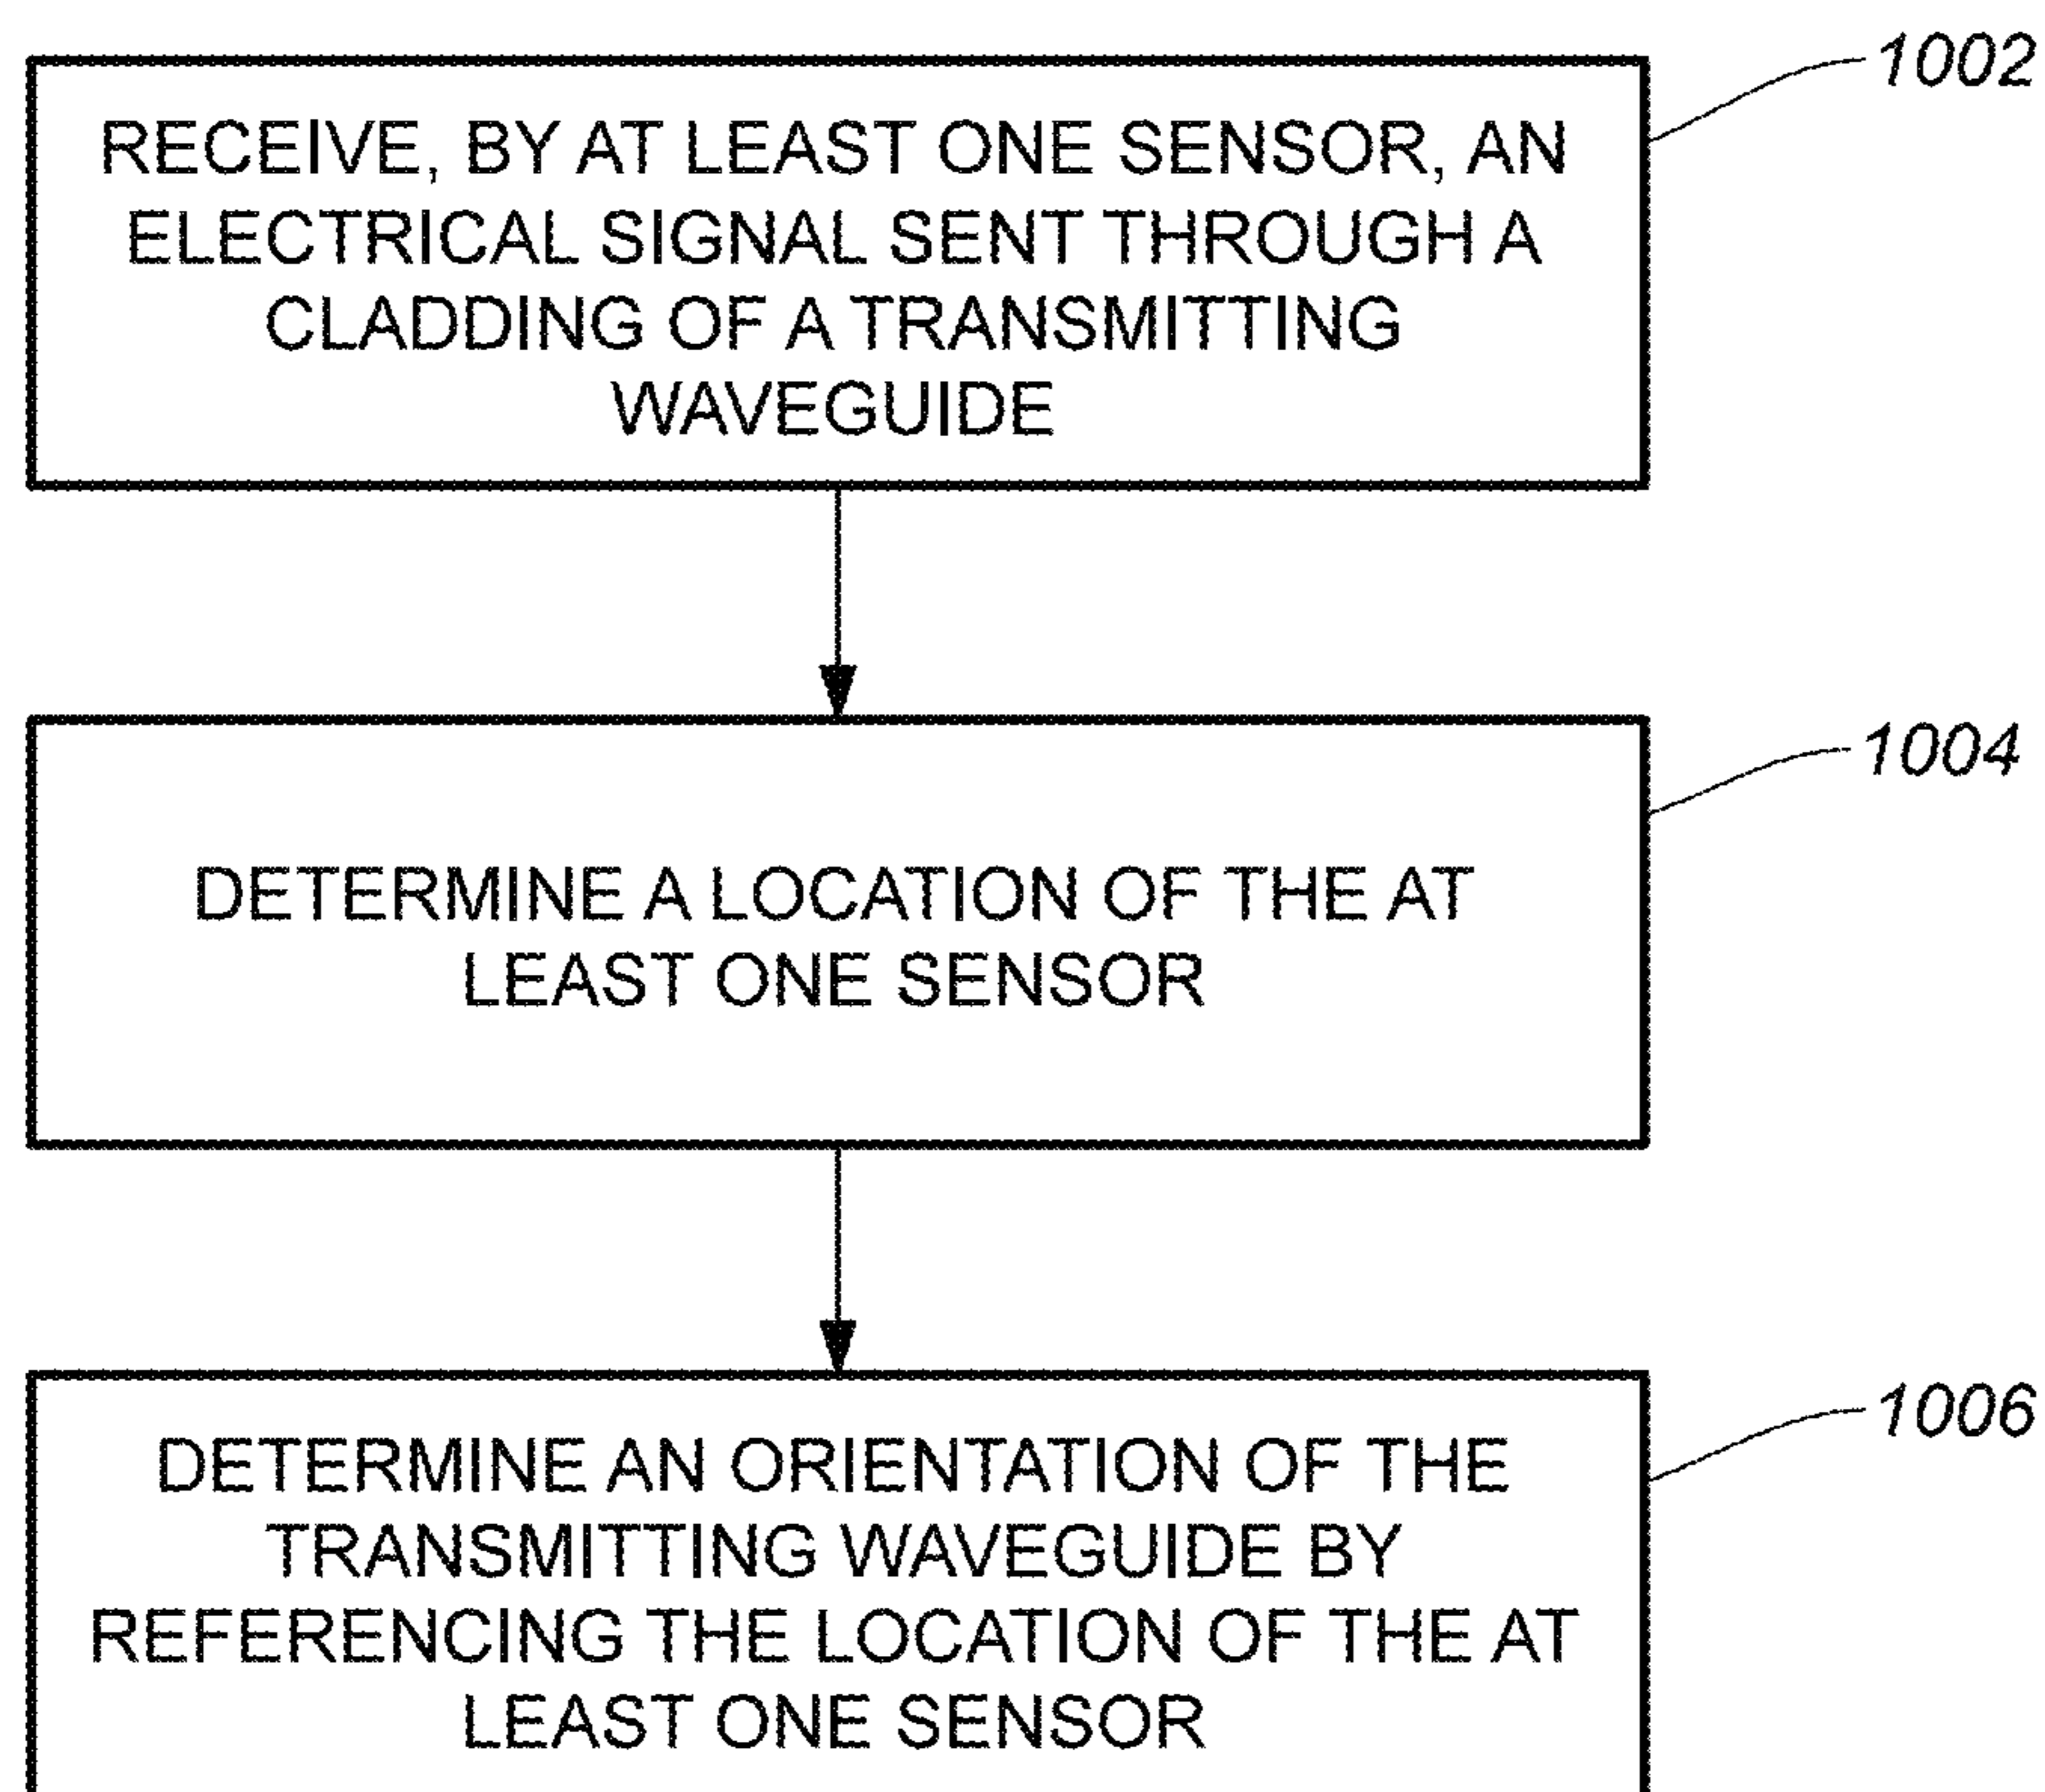 1002
RECEIVE, BY AT LEAST ONE SENSOR, AN
ELECTRICAL SIGNAL SENT THROUGH A
CLADDING OF A TRANSMITTING
WAVEGUIDE
1004
DETERMINE A LOCATION OF THE AT
LEAST ONE SENSOR
1006
DETERMINE AN ORIENTATION OF THE
TRANSMITTING WAVEGUIDE BY
REFERENCING THE LOCATION OF THE AT
LEAST ONE SENSOR